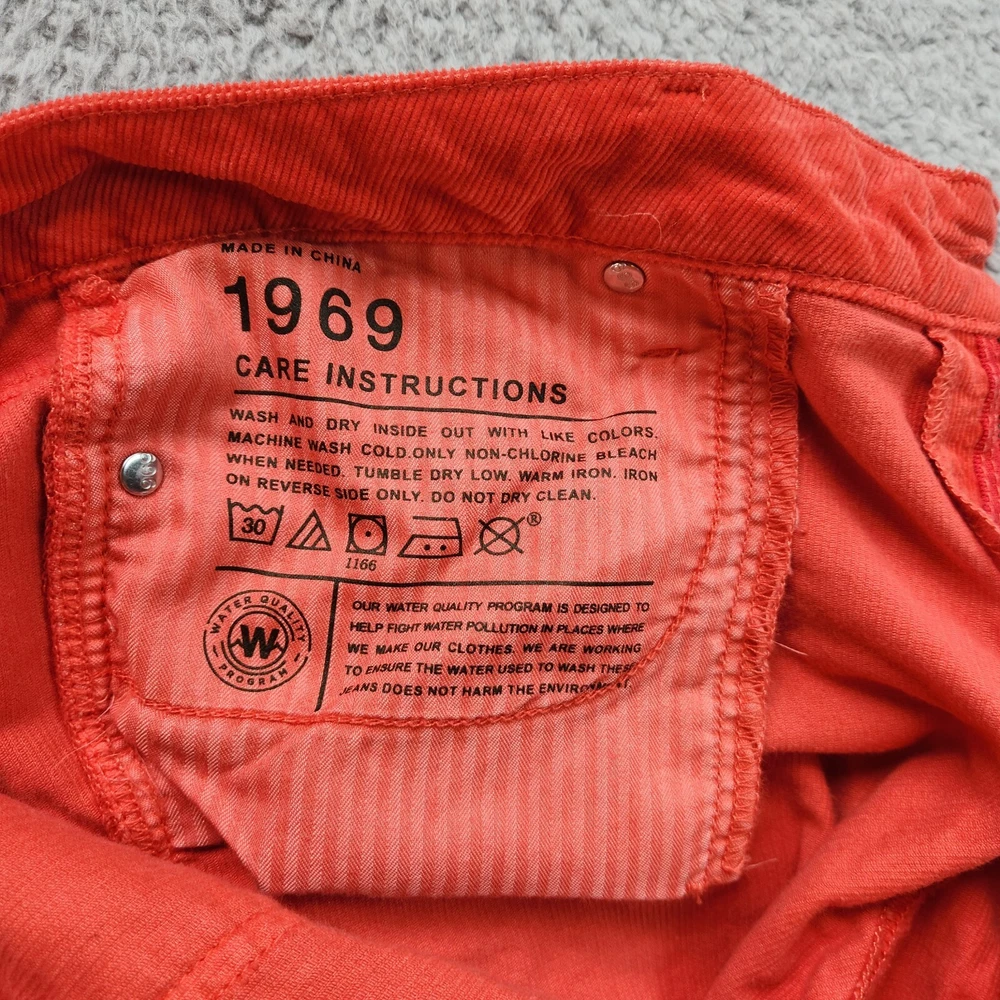 MADE IN CHINA
1969
CARE INSTRUCTIONS
WASH AND DRY INSIDE OUT WITH LIKE COLORS.
MACHINE WASH COLD.ONLY NON-CHLORINE BLEACH
WHEN NEEDED. TUMBLE DRY LOW. WARM IRON. IRON
ON REVERSE SIDE ONLY. DO NOT DRY CLEAN.
30 ®
1166
WATER QUALITY
W
PROGRAM
OUR WATER QUALITY PROGRAM IS DESIGNED TO
HELP FIGHT WATER POLLUTION IN PLACES WHERE
WE MAKE OUR CLOTHES. WE ARE WORKING
TO ENSURE THE WATER USED TO WASH THESE
JEANS DOES NOT HARM THE ENVIRONMENT.